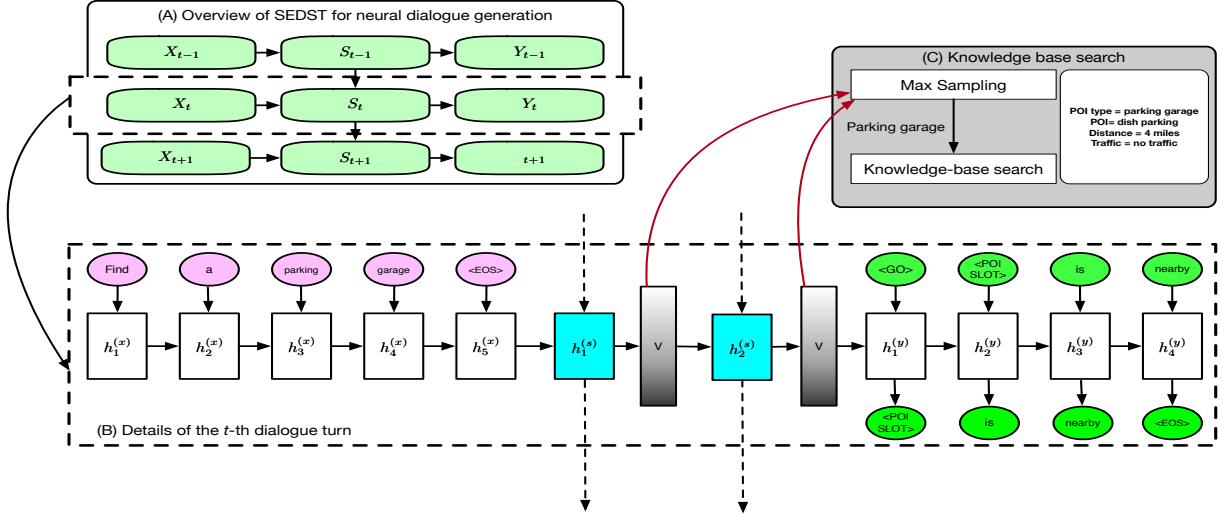 (A) Overview of SEDST for neural dialogue generation
X_{t−1} S_{t−1} Y_{t−1}
X_t S_t Y_t
X_{t+1} S_{t+1} t+1
(C) Knowledge base search
Max Sampling
Parking garage
Knowledge-base search
POI type = parking garage
POI= dish parking
Distance = 4 miles
Traffic = no traffic
Find a parking garage <EOS>
<GO> <POI SLOT> is nearby
h_1^{(x)} h_2^{(x)} h_3^{(x)} h_4^{(x)} h_5^{(x)} h_1^{(s)} v h_2^{(s)} v h_1^{(y)} h_2^{(y)} h_3^{(y)} h_4^{(y)}
<POI SLOT> is nearby <EOS>
(B) Details of the t-th dialogue turn